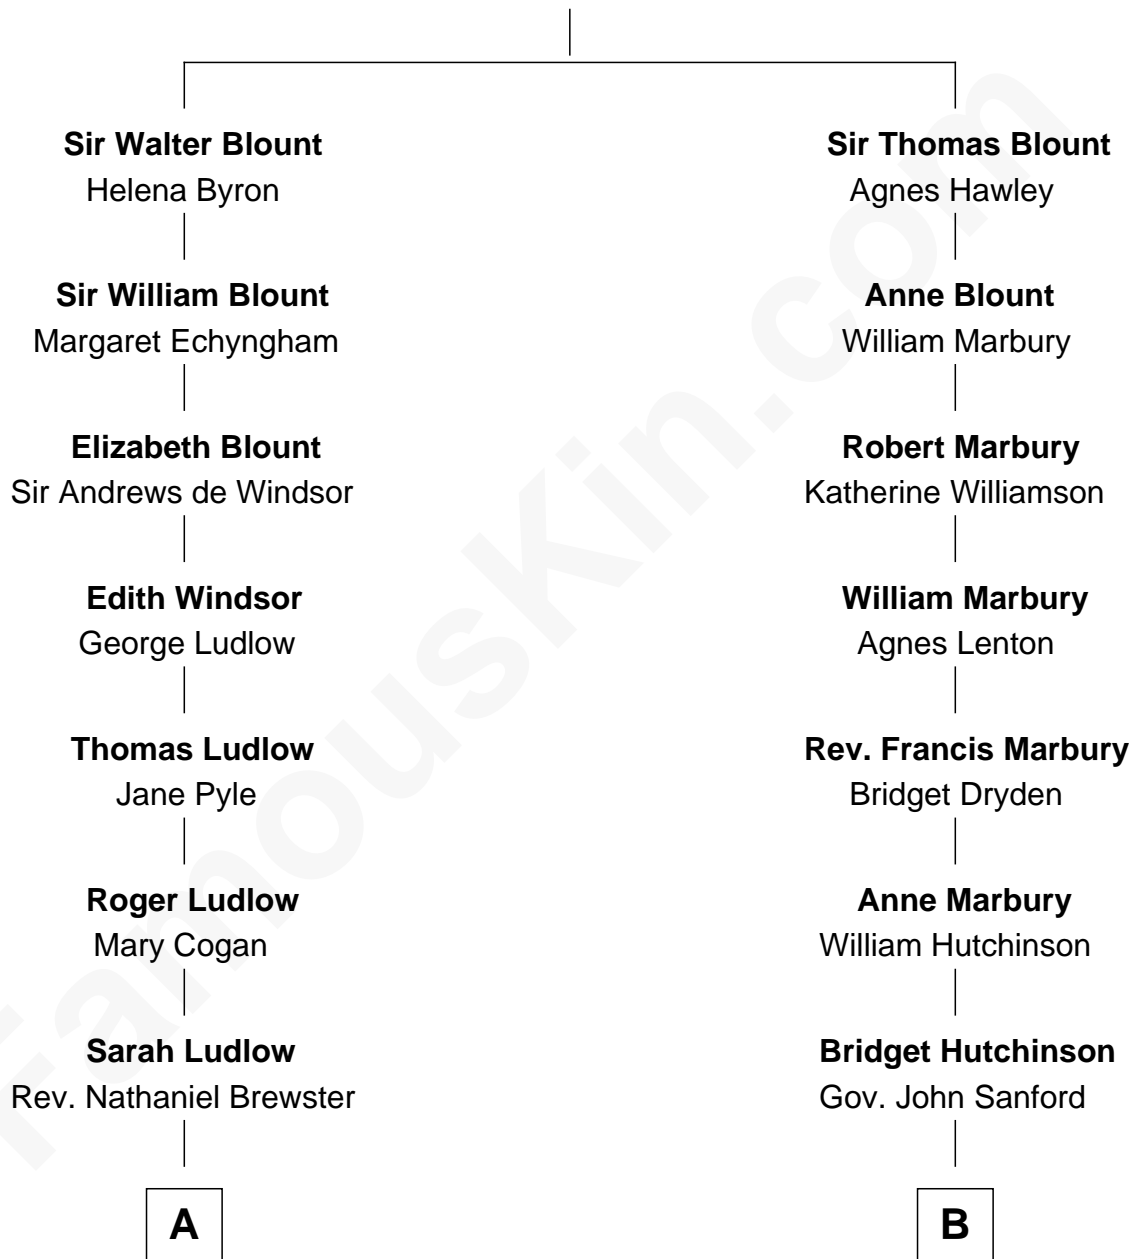 Sir Walter Blount
Helena Byron
Sir William Blount
Margaret Echyngham
Elizabeth Blount
Sir Andrews de Windsor
Edith Windsor
George Ludlow
Thomas Ludlow
Jane Pyle
Roger Ludlow
Mary Cogan
Sarah Ludlow
Rev. Nathaniel Brewster
A
Sir Thomas Blount
Agnes Hawley
Anne Blount
William Marbury
Robert Marbury
Katherine Williamson
William Marbury
Agnes Lenton
Rev. Francis Marbury
Bridget Dryden
Anne Marbury
William Hutchinson
Bridget Hutchinson
Gov. John Sanford
B
FamousKin.com